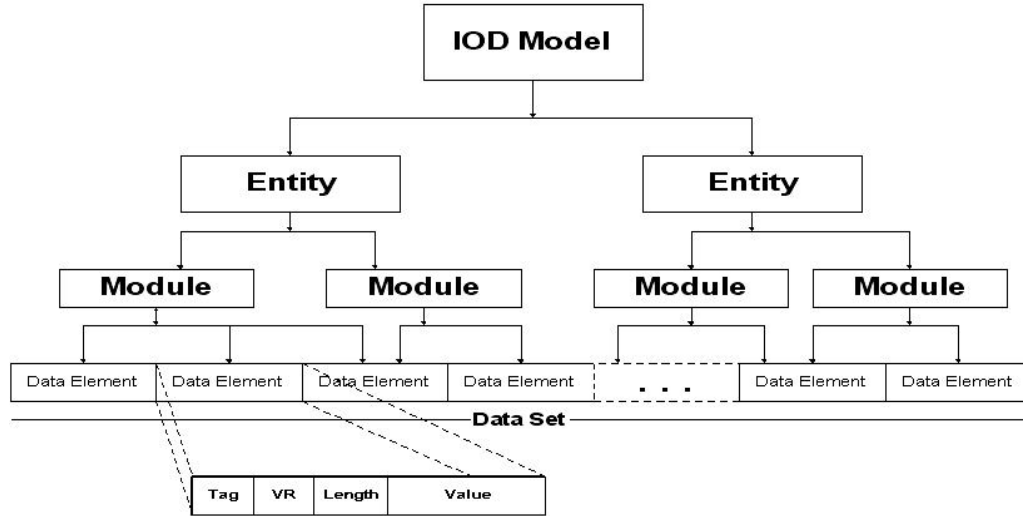 IOD Model
Entity Entity
Module Module Module Module
Data Element Data Element Data Element Data Element . . . Data Element Data Element
Data Set
Tag VR Length Value